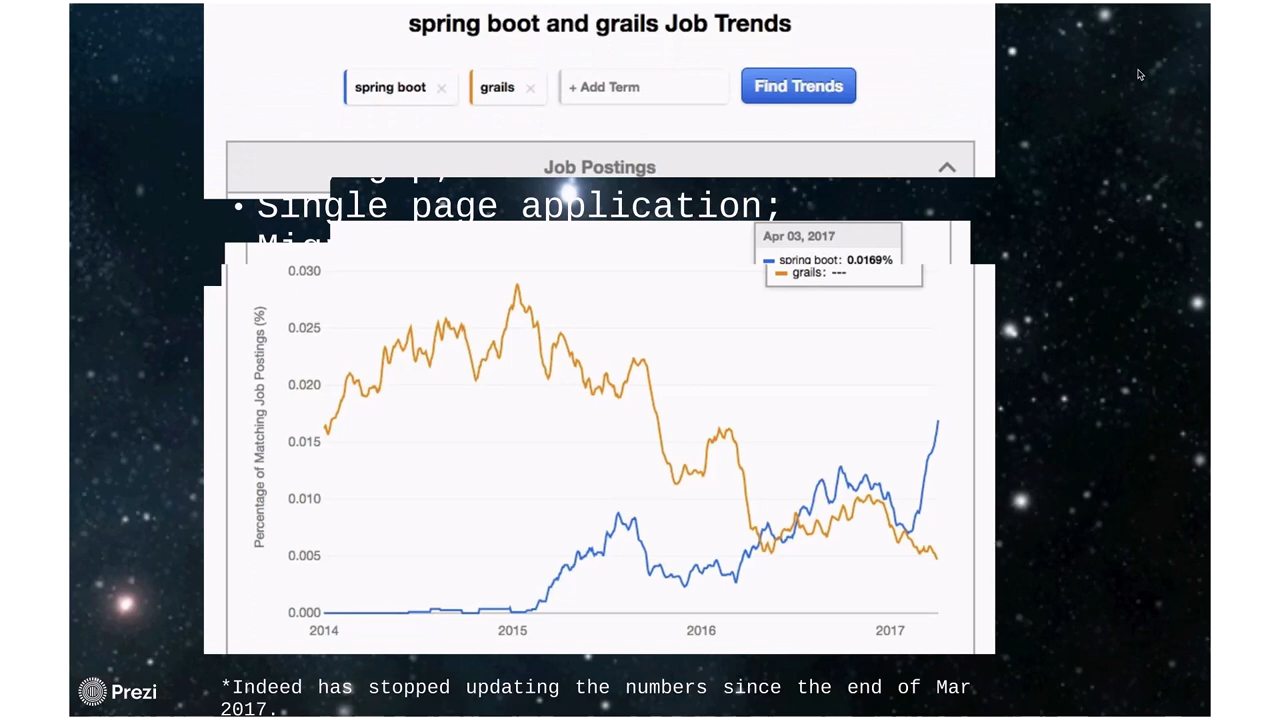 spring boot and grails Job Trends
spring boot ×
grails ×
+ Add Term
Find Trends
Job Postings
• Single page application;
Apr 03, 2017
spring boot: 0.0169%
grails: ---
0.030
0.025
0.020
0.015
0.010
0.005
0.000
Percentage of Matching Job Postings (%)
2014 2015 2016 2017
Prezi
*Indeed has stopped updating the numbers since the end of Mar
2017.